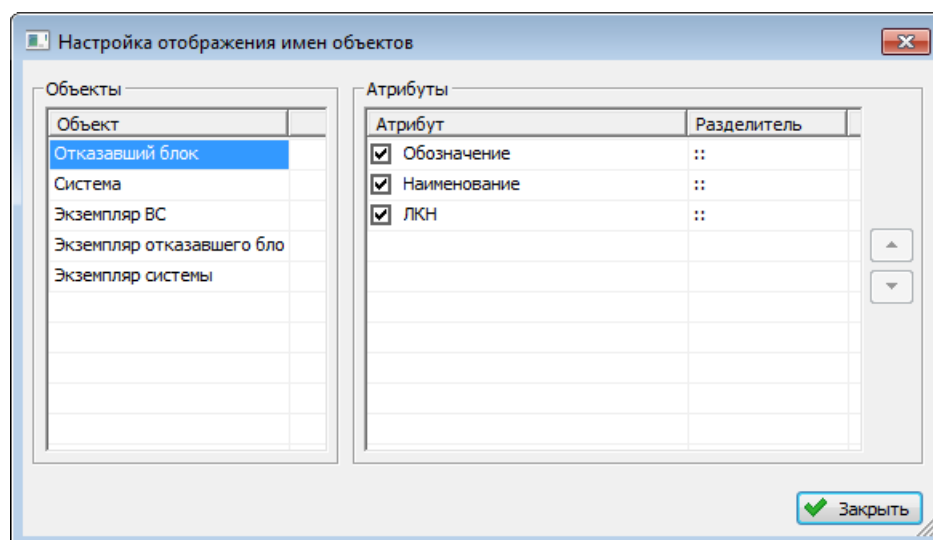 Настройка отображения имен объектов
Объекты
Объект
Отказавший блок
Система
Экземпляр ВС
Экземпляр отказавшего бло
Экземпляр системы
Атрибуты
Атрибут Разделитель
Обозначение ::
Наименование ::
ЛКН ::
Закрыть